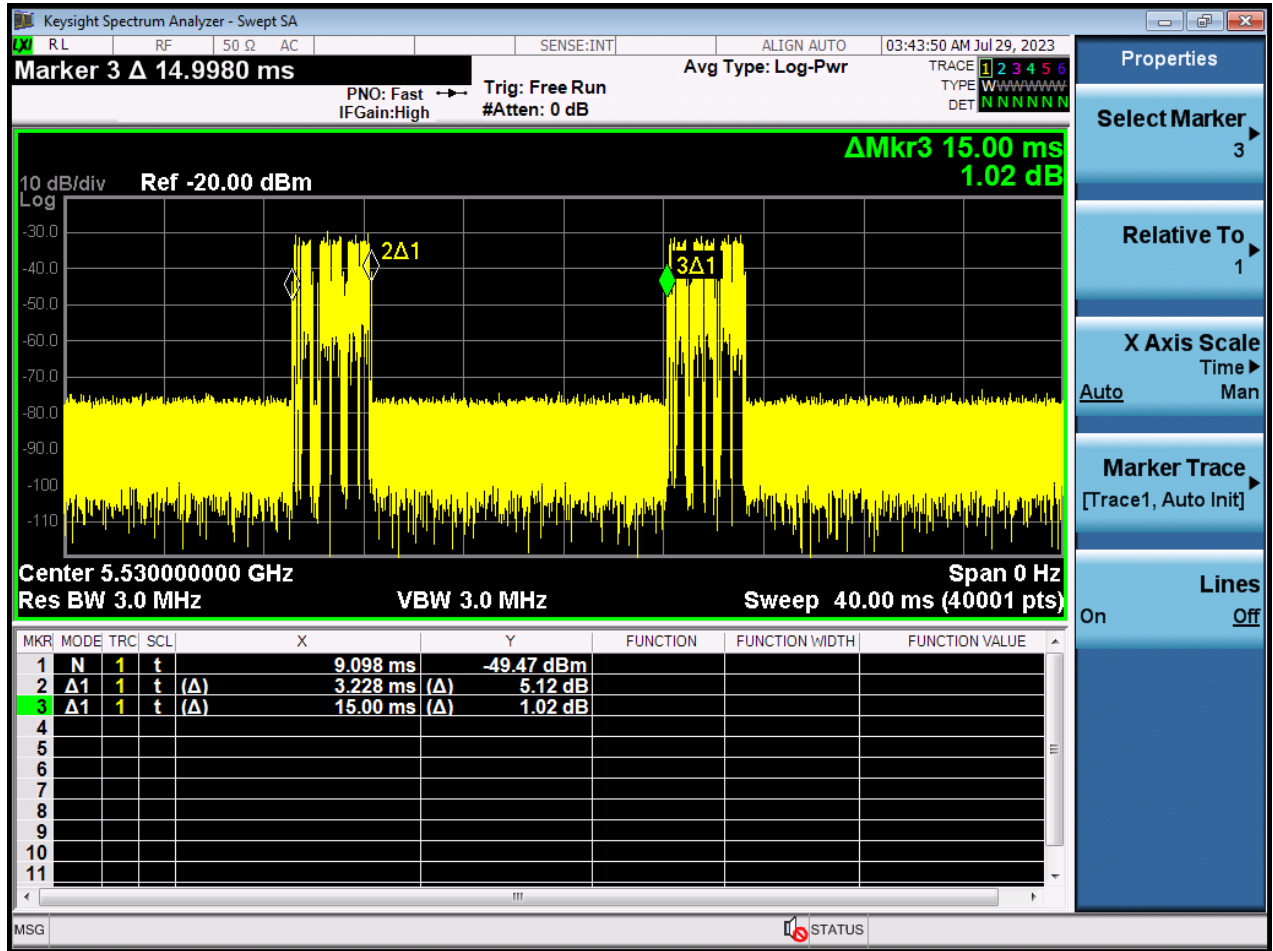 Keysight Spectrum Analyzer - Swept SA
LXI RL RF 50 Ω AC SENSE:INT ALIGN AUTO 03:43:50 AM Jul 29, 2023
Marker 3 Δ 14.9980 ms
PNO: Fast
IFGain:High
Trig: Free Run
#Atten: 0 dB
Avg Type: Log-Pwr
TRACE 1 2 3 4 5 6
TYPE WWWWWW
DET N N N N N N
ΔMkr3 15.00 ms
1.02 dB
10 dB/div Ref -20.00 dBm
Log
-30.0
-40.0
-50.0
-60.0
-70.0
-80.0
-90.0
-100
-110
2Δ1
3Δ1
Center 5.530000000 GHz Span 0 Hz
Res BW 3.0 MHz VBW 3.0 MHz Sweep 40.00 ms (40001 pts)
MKR MODE TRC SCL X Y FUNCTION FUNCTION WIDTH FUNCTION VALUE
1 N 1 t 9.098 ms -49.47 dBm
2 Δ1 1 t (Δ) 3.228 ms (Δ) 5.12 dB
3 Δ1 1 t (Δ) 15.00 ms (Δ) 1.02 dB
4
5
6
7
8
9
10
11
MSG STATUS
Properties
Select Marker
3
Relative To
1
X Axis Scale
Time
Auto Man
Marker Trace
[Trace1, Auto Init]
Lines
On Off